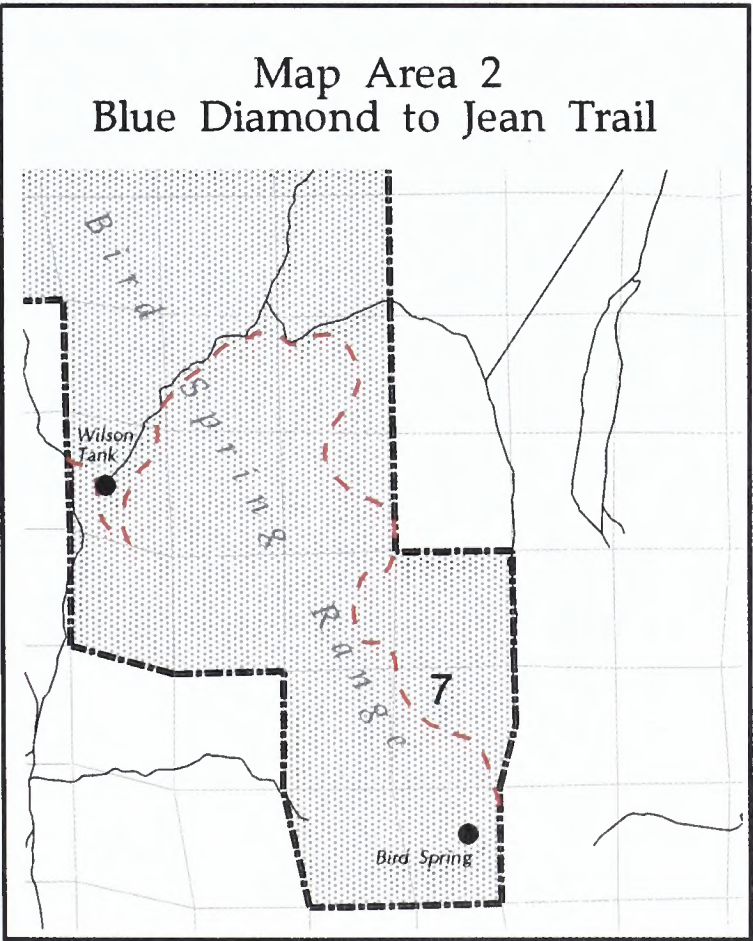 Map Area 2
Blue Diamond to Jean Trail
Bird
Spring
Range
Wilson
Tank
7
Bird Spring